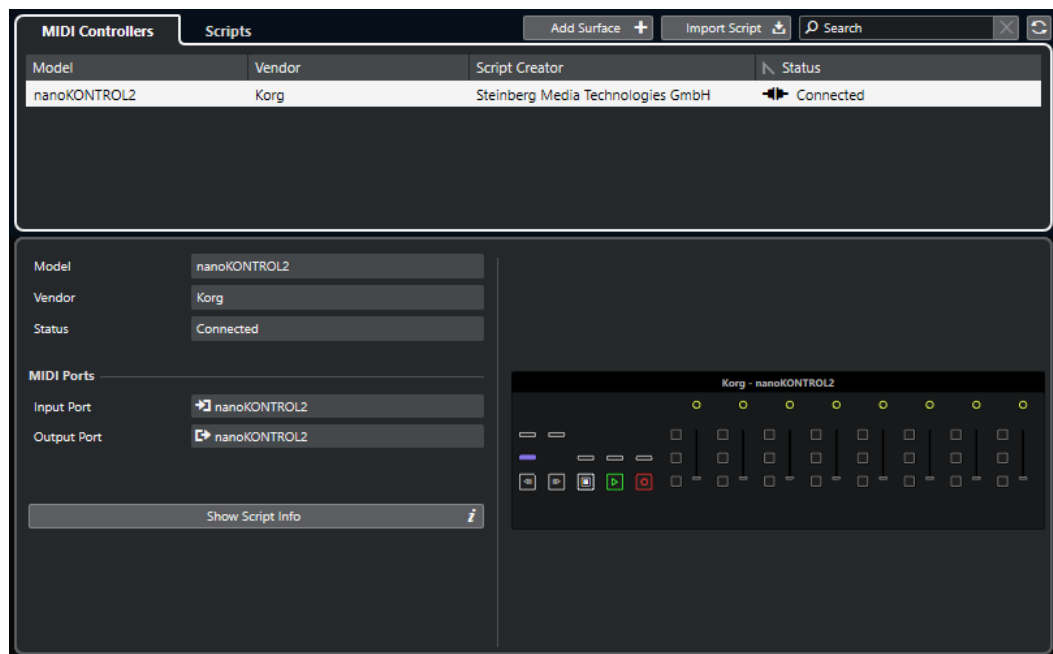 MIDI Controllers Scripts Add Surface Import Script Search
Model Vendor Script Creator Status
nanoKONTROL2 Korg Steinberg Media Technologies GmbH Connected
Model nanoKONTROL2
Vendor Korg
Status Connected
MIDI Ports
Input Port nanoKONTROL2
Output Port nanoKONTROL2
Show Script Info i
Korg - nanoKONTROL2